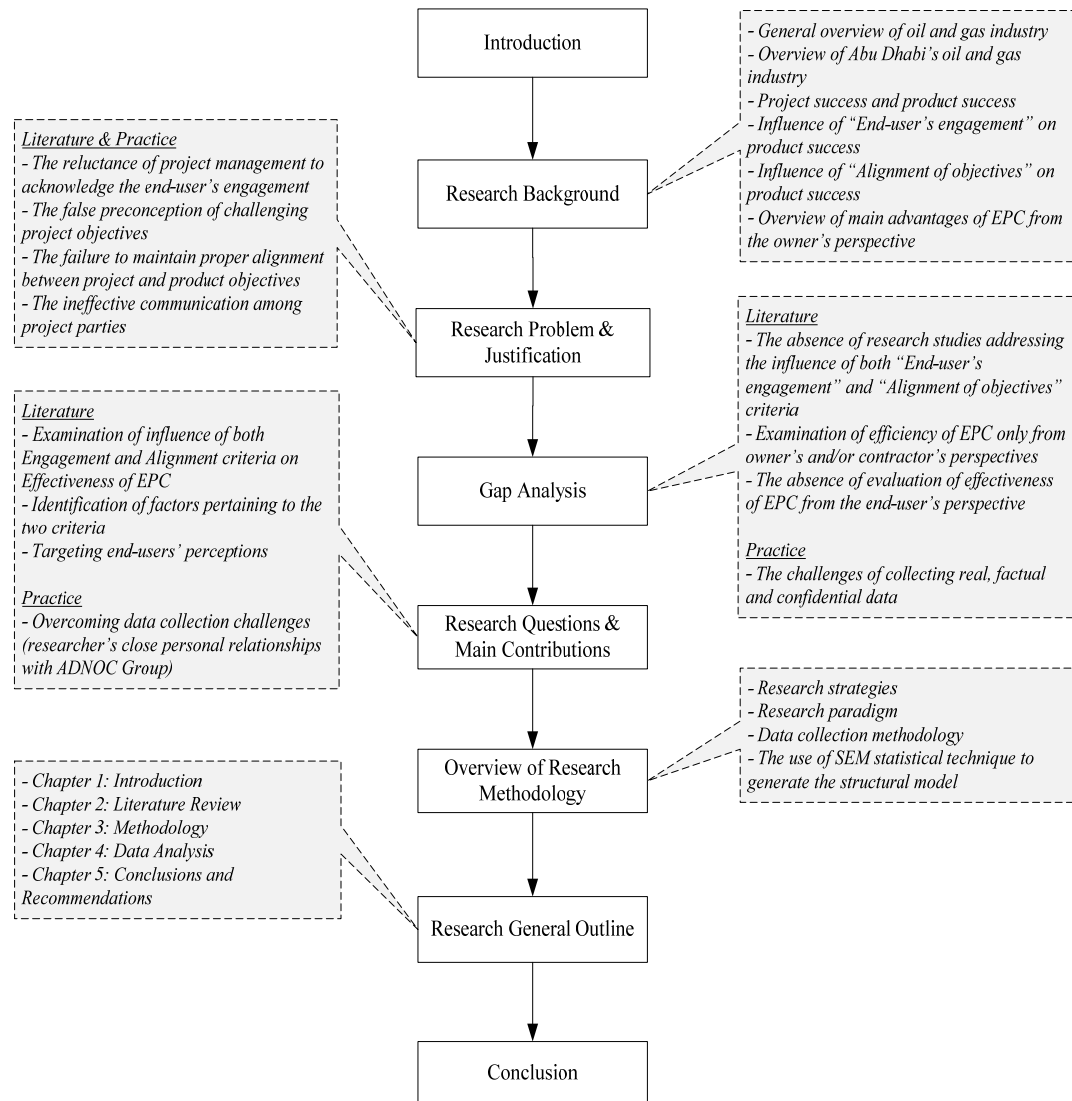 Introduction
- General overview of oil and gas industry
- Overview of Abu Dhabi's oil and gas
industry
- Project success and product success
- Influence of “End-user's engagement” on
product success
- Influence of “Alignment of objectives” on
product success
- Overview of main advantages of EPC from
the owner's perspective
Research Background
Literature & Practice
- The reluctance of project management to
acknowledge the end-user's engagement
- The false preconception of challenging
project objectives
- The failure to maintain proper alignment
between project and product objectives
- The ineffective communication among
project parties
Research Problem &
Justification
Literature
- The absence of research studies addressing
the influence of both “End-user's
engagement” and “Alignment of objectives”
criteria
- Examination of efficiency of EPC only from
owner's and/or contractor's perspectives
- The absence of evaluation of effectiveness
of EPC from the end-user's perspective
Practice
- The challenges of collecting real, factual
and confidential data
Gap Analysis
Literature
- Examination of influence of both
Engagement and Alignment criteria on
Effectiveness of EPC
- Identification of factors pertaining to the
two criteria
- Targeting end-users' perceptions
Practice
- Overcoming data collection challenges
(researcher's close personal relationships
with ADNOC Group)
Research Questions &
Main Contributions
- Research strategies
- Research paradigm
- Data collection methodology
- The use of SEM statistical technique to
generate the structural model
Overview of Research
Methodology
- Chapter 1: Introduction
- Chapter 2: Literature Review
- Chapter 3: Methodology
- Chapter 4: Data Analysis
- Chapter 5: Conclusions and
Recommendations
Research General Outline
Conclusion